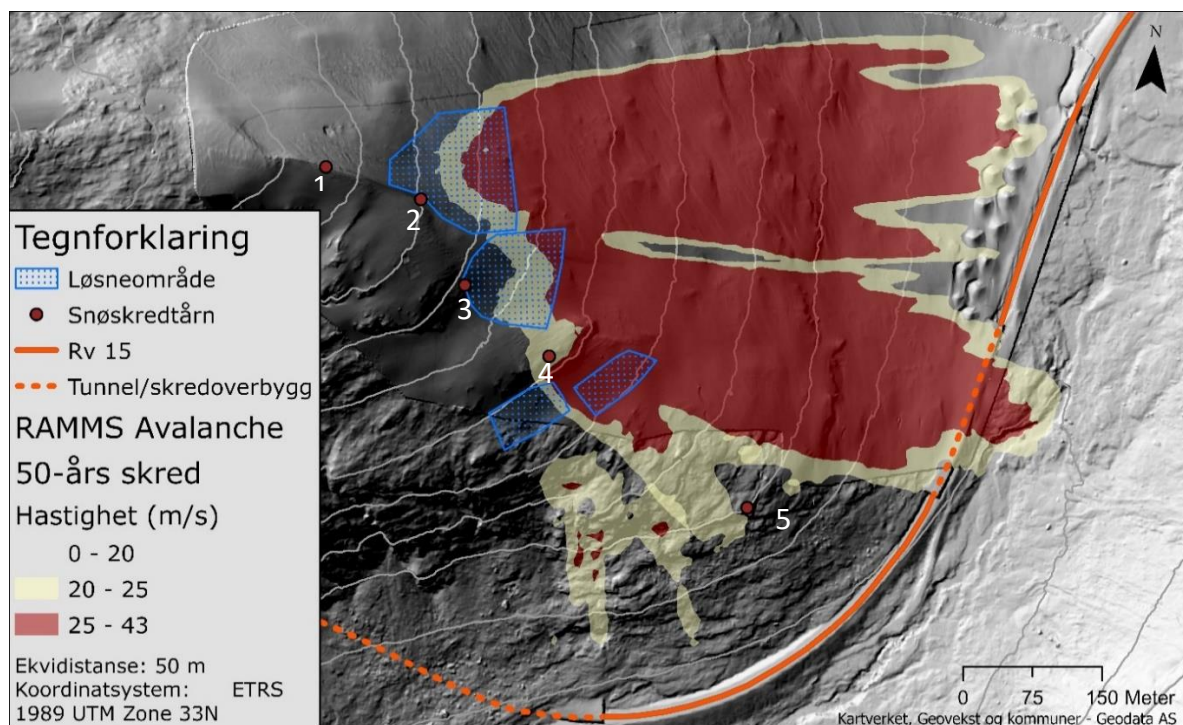 N
1
2
3
4
5
Tegnforklaring
Løsneområde
Snøskredtårn
Rv 15
Tunnel/skredoverbygg
RAMMS Avalanche
50-års skred
Hastighet (m/s)
0 - 20
20 - 25
25 - 43
Ekvidistanse: 50 m
Koordinatsystem: ETRS
1989 UTM Zone 33N
0 75 150 Meter
Kartverket, Geovekst og kommuner - Geodata AS